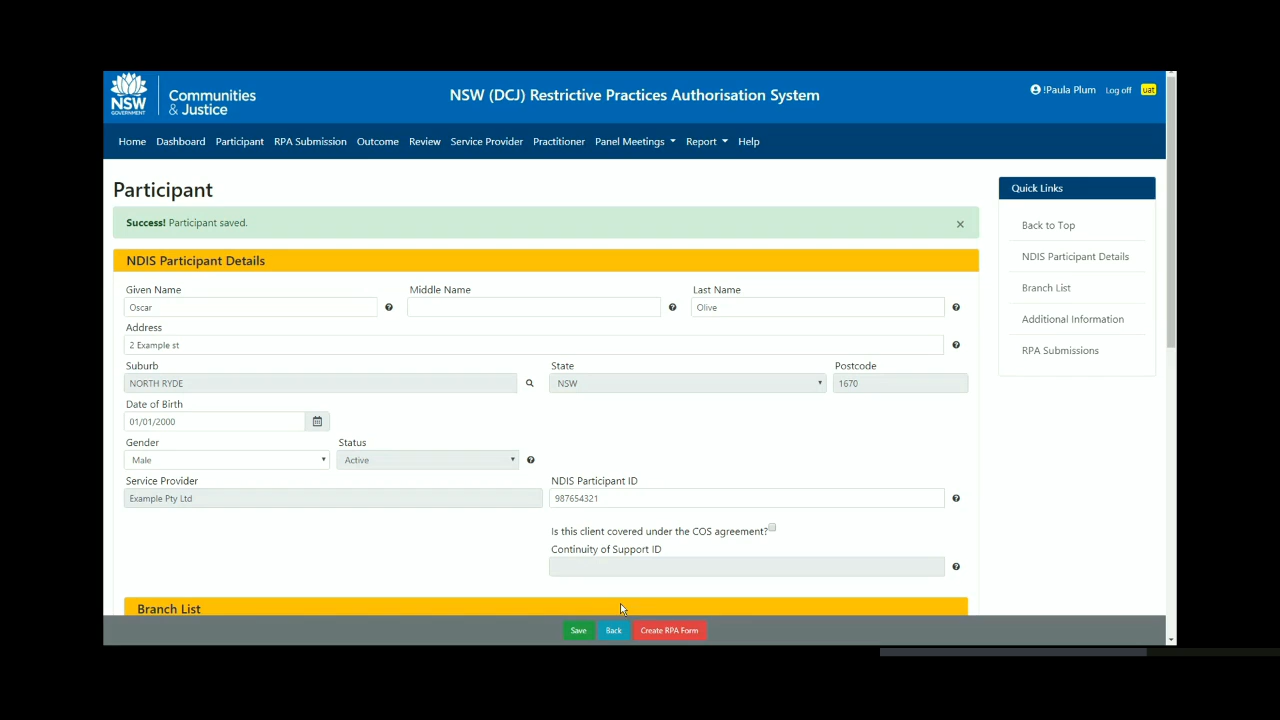 NSW
GOVERNMENT
Communities
& Justice
NSW (DCJ) Restrictive Practices Authorisation System
!Paula Plum Log off uat
Home Dashboard Participant RPA Submission Outcome Review Service Provider Practitioner Panel Meetings Report Help
Participant
Success! Participant saved. ×
NDIS Participant Details
Given Name Middle Name Last Name
Oscar Olive
Address
2 Example st
Suburb State Postcode
NORTH RYDE NSW 1670
Date of Birth
01/01/2000
Gender Status
Male Active
Service Provider NDIS Participant ID
Example Pty Ltd 987654321
Is this client covered under the COS agreement?
Continuity of Support ID
Branch List
Save Back Create RPA Form
Quick Links
Back to Top
NDIS Participant Details
Branch List
Additional Information
RPA Submissions